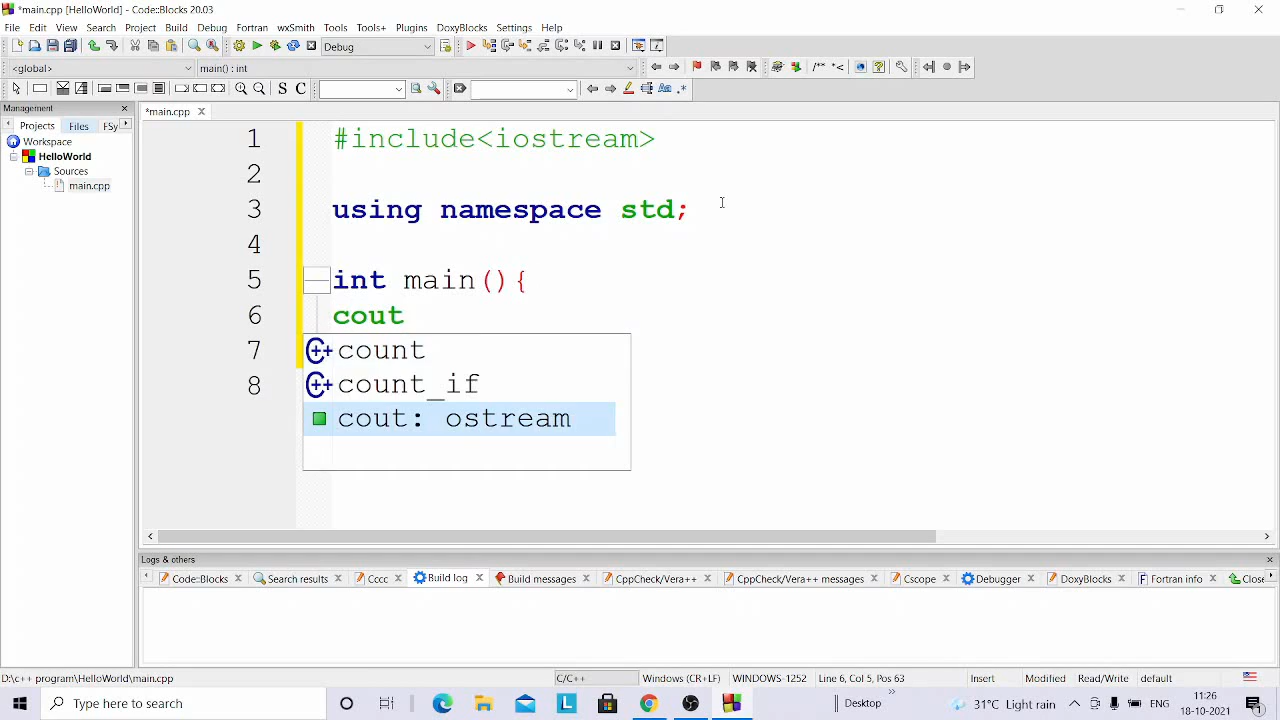 *main.cpp [HelloWorld] - Code::Blocks 20.03
File Edit View Search Project Build Debug Fortran wxSmith Tools Tools+ Plugins DoxyBlocks Settings Help
Debug
<global> main() : int
/** *<
S C
Aa .*
Management
Projects Files FSy
*main.cpp
Workspace
HelloWorld
Sources
main.cpp
1 #include<iostream>
2
3 using namespace std;
4
5 int main(){
6 cout
7
8
count
count_if
cout: ostream
Logs & others
Code::Blocks Search results Cccc Build log Build messages CppCheck/Vera++ CppCheck/Vera++ messages Cscope Debugger DoxyBlocks Fortran info Close
D:\c++ program\HelloWorld\main.cpp C/C++ Windows (CR+LF) WINDOWS-1252 Line 6, Col 5, Pos 63 Insert Modified Read/Write default
Type here to search L Desktop » 31°C Light rain ENG 11:26
18-10-2021 1